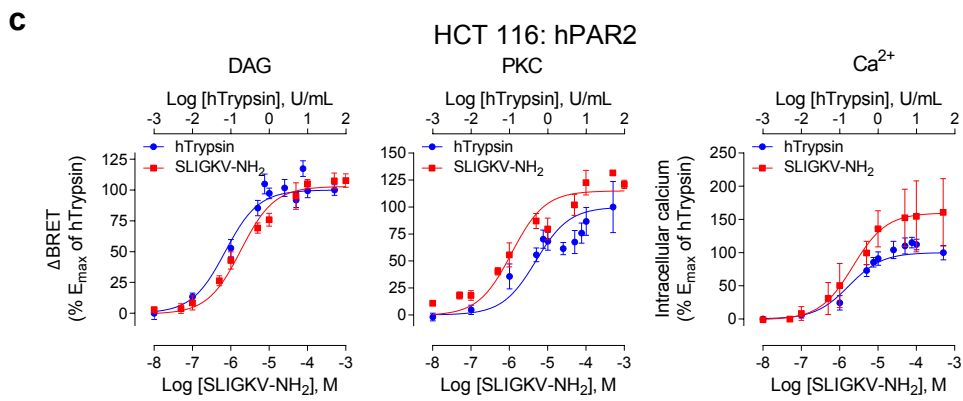 c
HCT 116: hPAR2
DAG
Log [hTrypsin], U/mL
-3 -2 -1 0 1 2
hTrypsin
SLIGKV-NH2
125
100
75
50
25
0
ΔBRET
(% Emax of hTrypsin)
-8 -7 -6 -5 -4 -3
Log [SLIGKV-NH2], M
PKC
Log [hTrypsin], U/mL
-3 -2 -1 0 1 2
hTrypsin
SLIGKV-NH2
150
125
100
75
50
25
0
-8 -7 -6 -5 -4 -3
Log [SLIGKV-NH2], M
Ca2+
Log [hTrypsin], U/mL
-3 -2 -1 0 1 2
hTrypsin
SLIGKV-NH2
250
200
150
100
50
0
Intracellular calcium
(% Emax of hTrypsin)
-8 -7 -6 -5 -4 -3
Log [SLIGKV-NH2], M